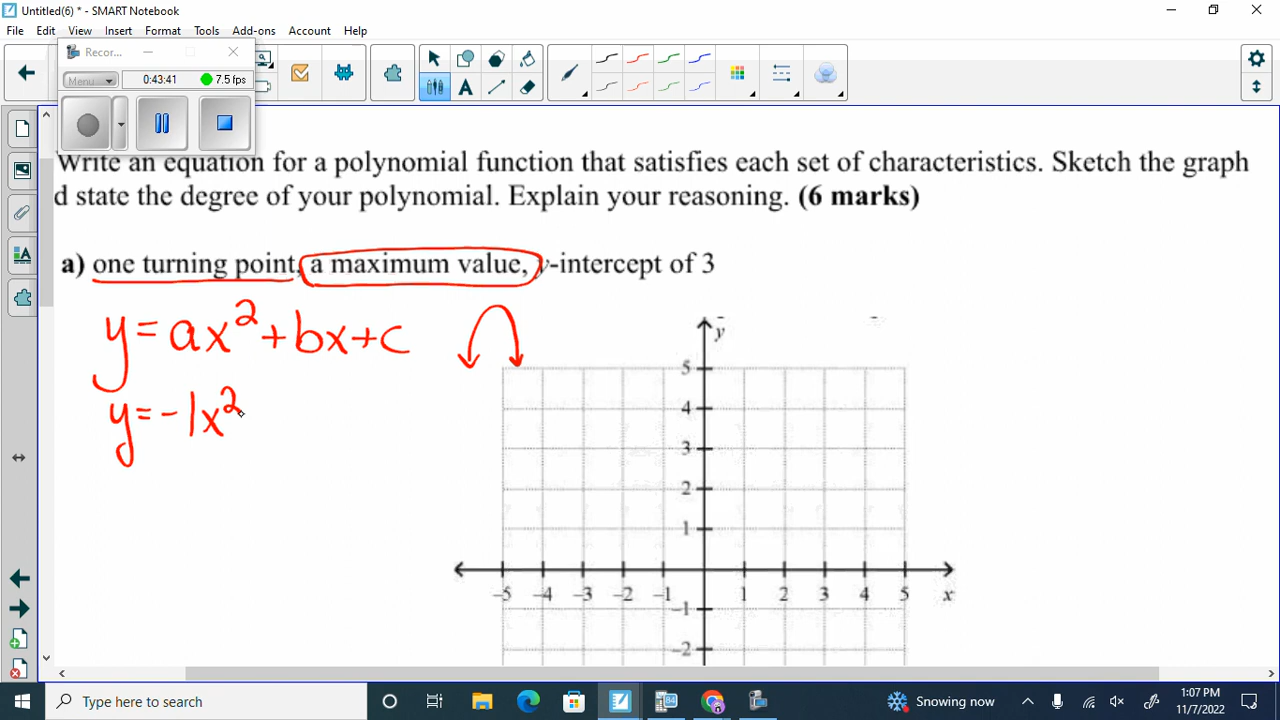 Untitled(6) * - SMART Notebook
File Edit View Insert Format Tools Add-ons Account Help
Recor...
Menu 0:43:41 7.5 fps
Write an equation for a polynomial function that satisfies each set of characteristics. Sketch the graph
d state the degree of your polynomial. Explain your reasoning. (6 marks)
a) one turning point, a maximum value, y-intercept of 3
y = ax² + bx + c
y = -1x²
y
5
4
3
2
1
-5 -4 -3 -2 -1 1 2 3 4 5 x
-1
-2
Type here to search
84
Snowing now
1:07 PM
11/7/2022